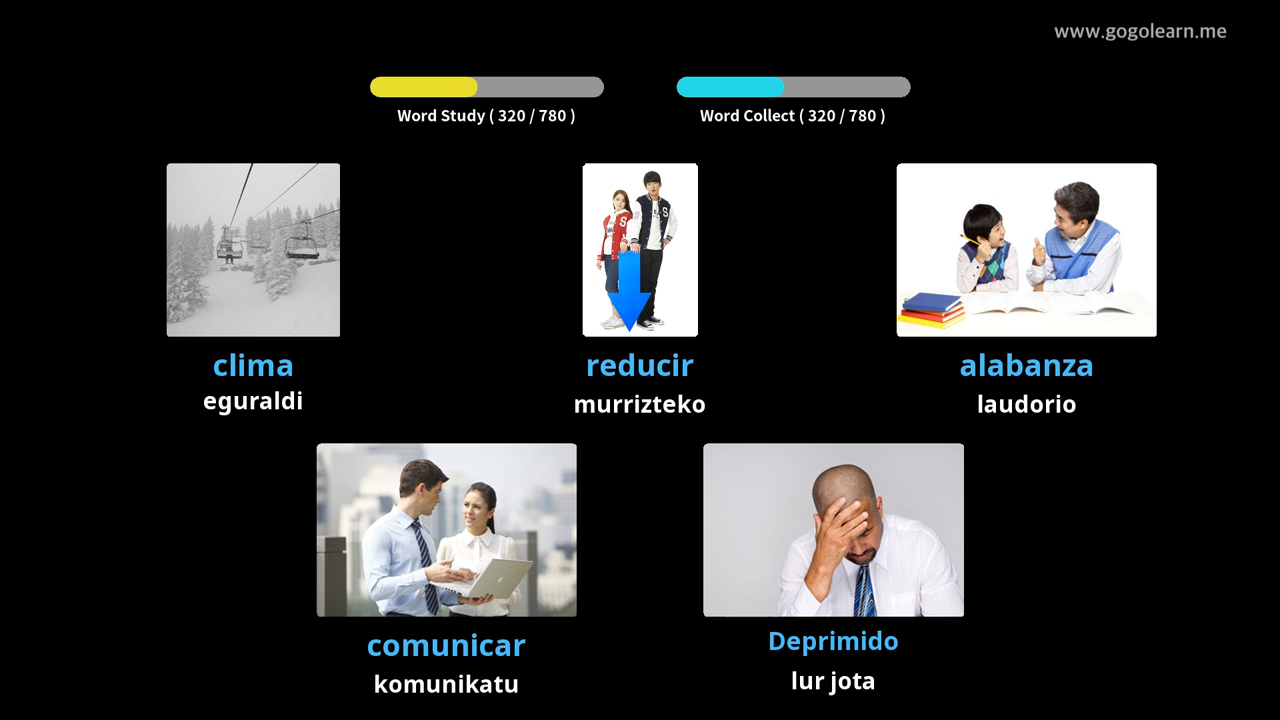 www.gogolearn.me
Word Study ( 320 / 780 )
Word Collect ( 320 / 780 )
clima
eguraldi
reducir
murrizteko
alabanza
laudorio
comunicar
komunikatu
Deprimido
lur jota